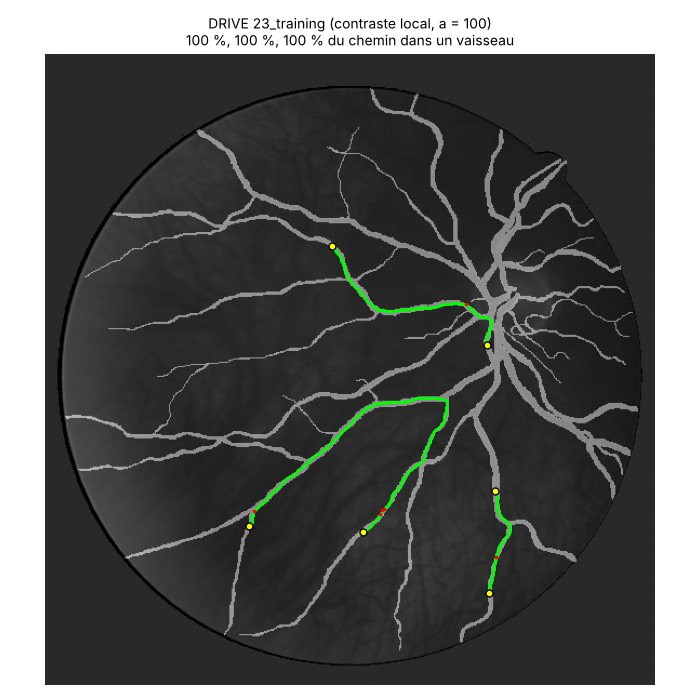 DRIVE 23_training (contraste local, a = 100)
100 %, 100 %, 100 % du chemin dans un vaisseau